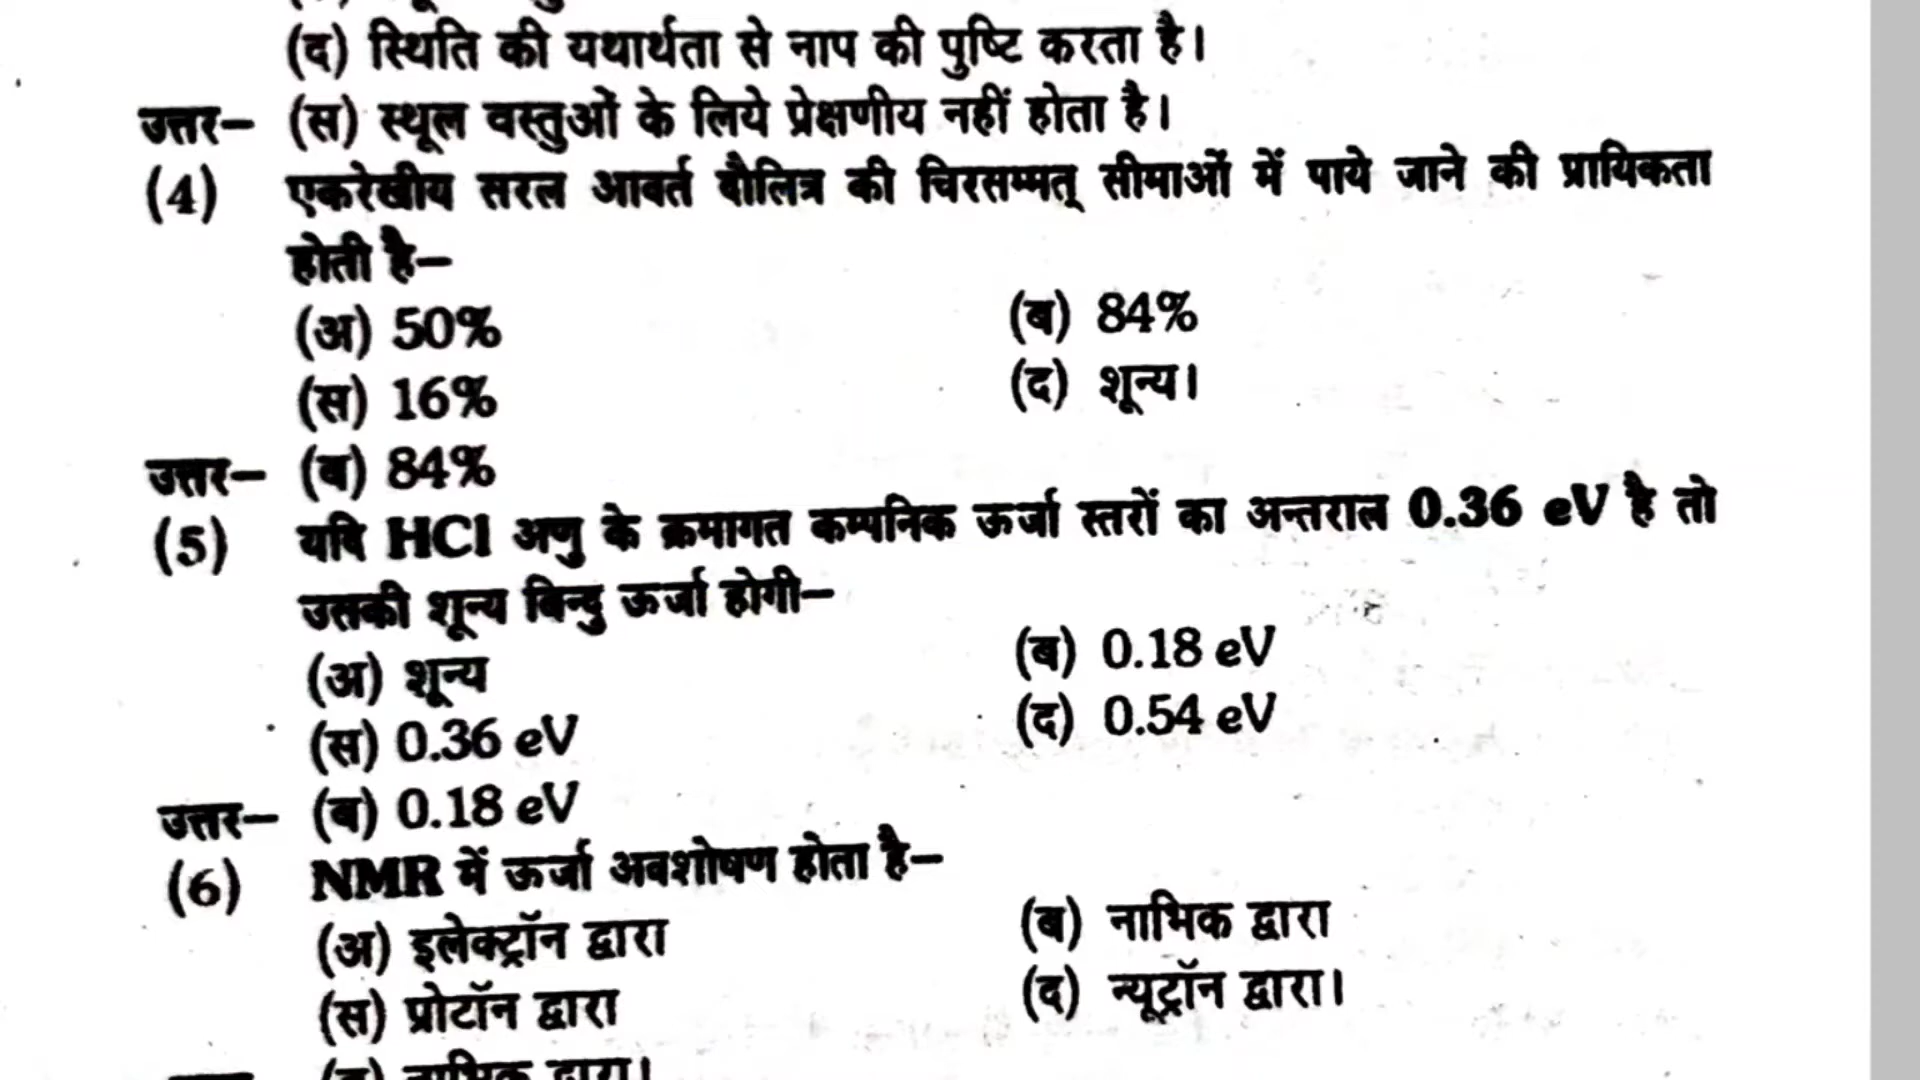 (द) स्थिति की यथार्थता से नाप की पुष्टि करता है।
उत्तर– (स) स्थूल वस्तुओं के लिये प्रेक्षणीय नहीं होता है।
(4) एकरेखीय सरल आवर्त दौलित्र की चिरसम्मत् सीमाओं में पाये जाने की प्रायिकता
होती है–
(अ) 50% (ब) 84%
(स) 16% (द) शून्य।
उत्तर– (ब) 84%
(5) यदि HCl अणु के क्रमागत कम्पनिक ऊर्जा स्तरों का अन्तराल 0.36 eV है तो
उसकी शून्य बिन्दु ऊर्जा होगी–
(अ) शून्य (ब) 0.18 eV
(स) 0.36 eV (द) 0.54 eV
उत्तर– (ब) 0.18 eV
(6) NMR में ऊर्जा अवशोषण होता है–
(अ) इलेक्ट्रॉन द्वारा (ब) नाभिक द्वारा
(स) प्रोटॉन द्वारा (द) न्यूट्रॉन द्वारा।
(ब) नाभिक द्वारा।